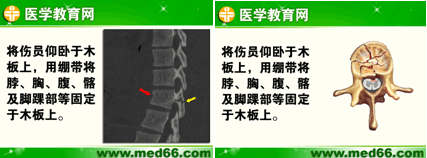 医学教育网
将伤员仰卧于木
板上，用绷带将
脖、胸、腹、髂
及脚踝部等固定
于木板上。
www.med66.com
医学教育网
将伤员仰卧于木
板上，用绷带将
脖、胸、腹、髂
及脚踝部等固定
于木板上。
www.med66.com